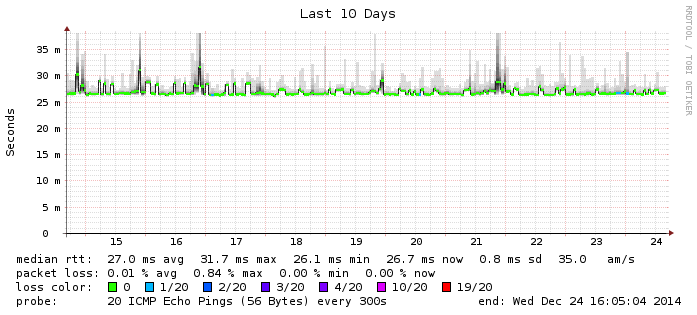 Last 10 Days
RRDTOOL / TOBI OETIKER
Seconds
35 m
30 m
25 m
20 m
15 m
10 m
5 m
0
15 16 17 18 19 20 21 22 23 24
median rtt: 27.0 ms avg 31.7 ms max 26.1 ms min 26.7 ms now 0.8 ms sd 35.0 am/s
packet loss: 0.01 % avg 0.84 % max 0.00 % min 0.00 % now
loss color: 0 1/20 2/20 3/20 4/20 10/20 19/20
probe: 20 ICMP Echo Pings (56 Bytes) every 300s end: Wed Dec 24 16:05:04 2014